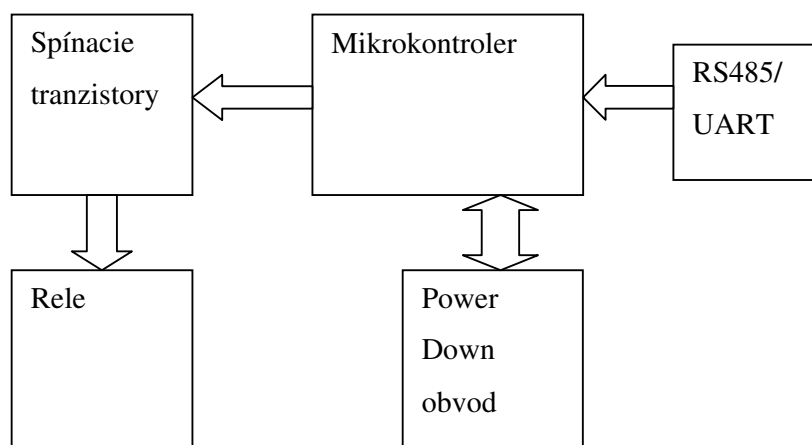 Spínacie
tranzistory
Mikrokontroler
RS485/
UART
Rele
Power
Down
obvod